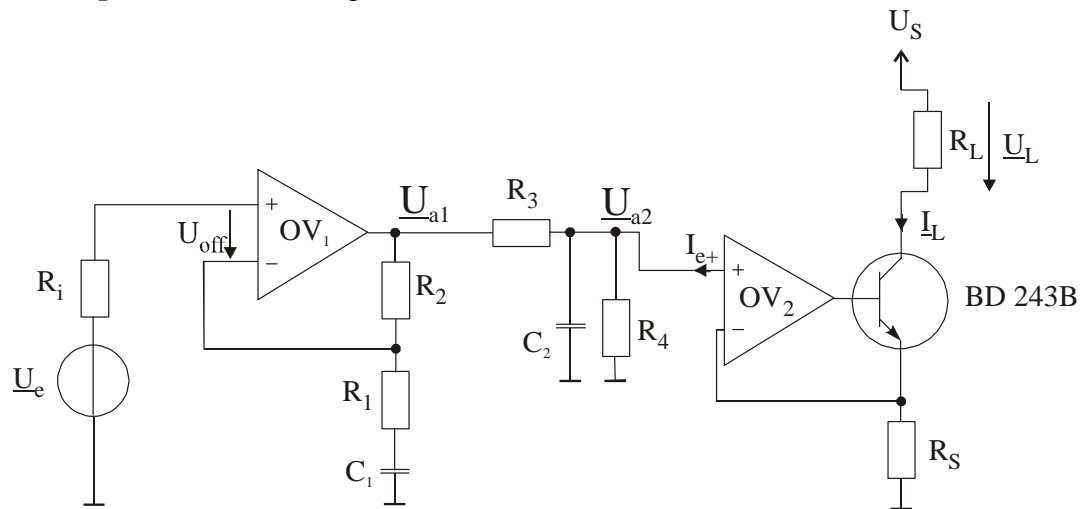 U_S
R_L
U_L
R_3
U_a1
U_a2
I_L
+
U_off
OV_1
I_e+
+
−
R_i
R_2
OV_2
BD 243B
C_2
R_4
−
U_e
R_1
C_1
R_S